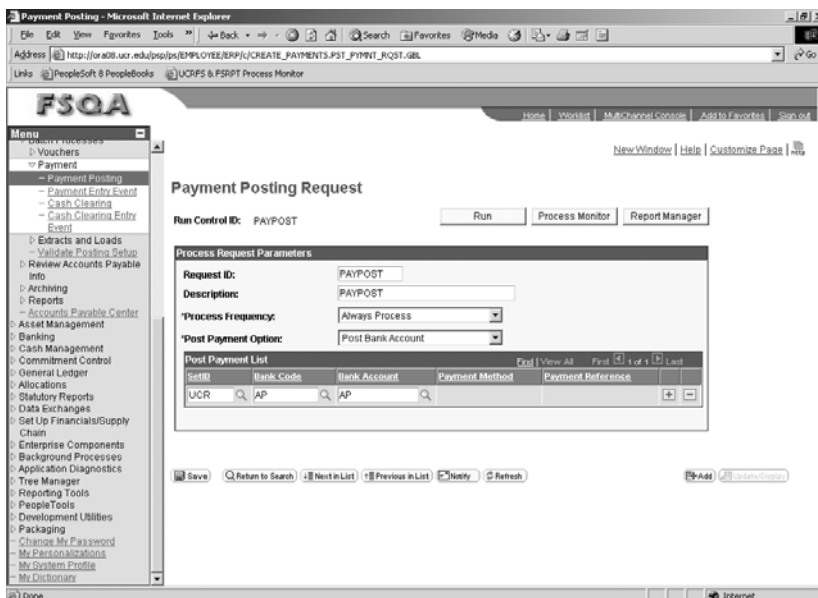 Payment Posting - Microsoft Internet Explorer
File Edit View Favorites Tools » Back Search Favorites Media
Address http://ora08.ucr.edu/psp/ps/EMPLOYEE/ERP/c/CREATE_PAYMENTS.PST_PYMNT_RQST.GBL Go
Links PeopleSoft 8 PeopleBooks UCRFS & FSRPT Process Monitor
FSQA
Home Worklist MultiChannel Console Add to Favorites Sign out
Menu
Batch Processes
Vouchers
Payment
Payment Posting
Payment Entry Event
Cash Clearing
Cash Clearing Entry
Event
Extracts and Loads
Validate Posting Setup
Review Accounts Payable
Info
Archiving
Reports
Accounts Payable Center
Asset Management
Banking
Cash Management
Commitment Control
General Ledger
Allocations
Statutory Reports
Data Exchanges
Set Up Financials/Supply
Chain
Enterprise Components
Background Processes
Application Diagnostics
Tree Manager
Reporting Tools
PeopleTools
Development Utilities
Packaging
Change My Password
My Personalizations
My System Profile
My Dictionary
New Window | Help | Customize Page |
Payment Posting Request
Run Control ID: PAYPOST Run Process Monitor Report Manager
Process Request Parameters
Request ID: PAYPOST
Description: PAYPOST
*Process Frequency: Always Process
*Post Payment Option: Post Bank Account
Post Payment List Find | View All First 1 of 1 Last
SetID Bank Code Bank Account Payment Method Payment Reference
UCR AP AP + -
Save Return to Search Next in List Previous in List Notify Refresh Add Update/Display
Done Internet